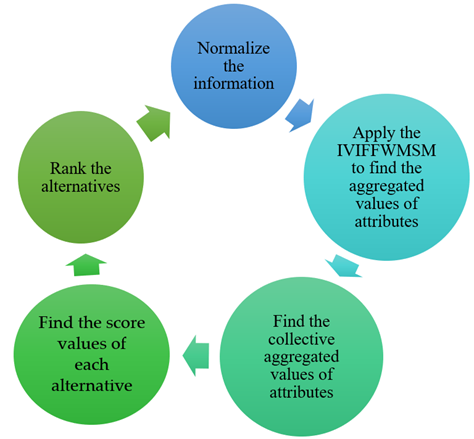 Normalize
the
information
Apply the
IVIFFWMSM
to find the
aggregated
values of
attributes
Find the
collective
aggregated
values of
attributes
Find the score
values of
each
alternative
Rank the
alternatives